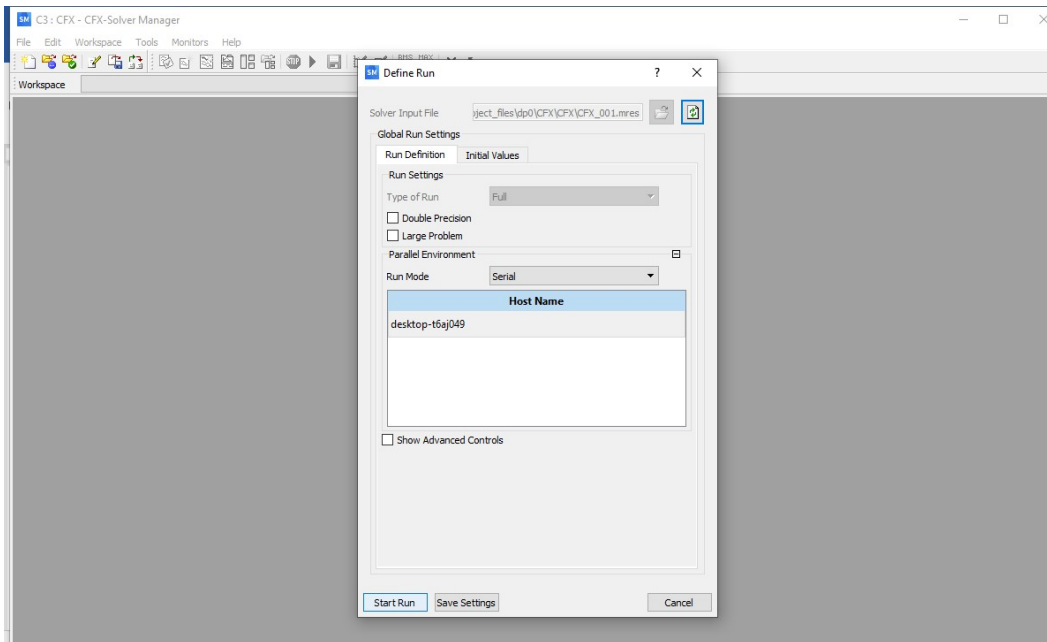 SM C3 : CFX - CFX-Solver Manager
File Edit Workspace Tools Monitors Help
STOP
Workspace
SM Define Run ? ×
Solver Input File oject_files\dp0\CFX\CFX\CFX_001.mres
Global Run Settings
Run Definition Initial Values
Run Settings
Type of Run Full
Double Precision
Large Problem
Parallel Environment
Run Mode Serial
Host Name
desktop-t6aj049
Show Advanced Controls
Start Run Save Settings Cancel